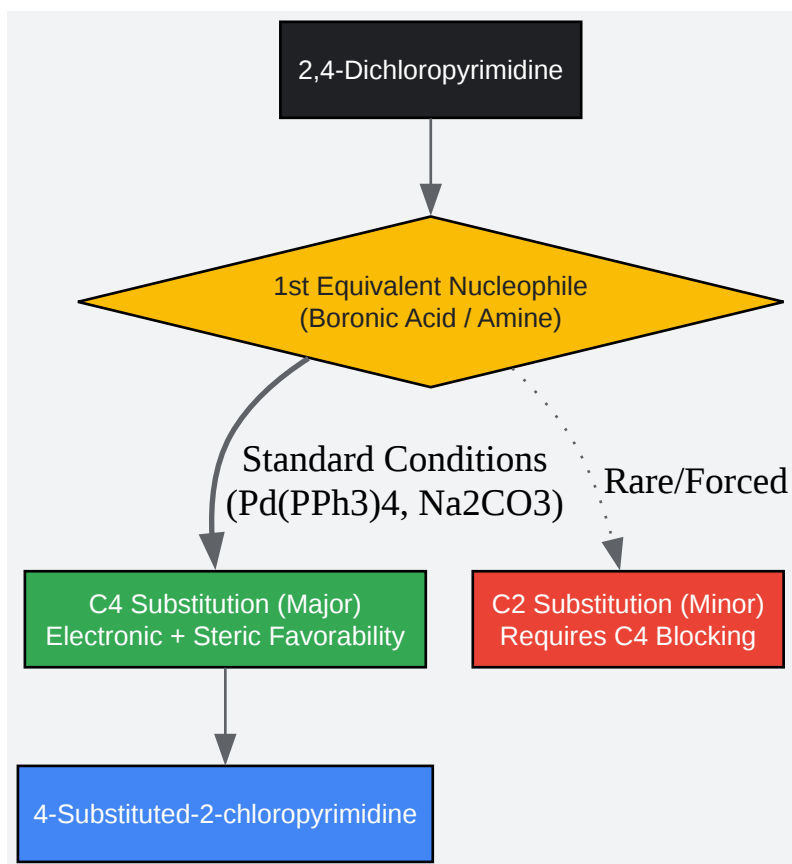 2,4-Dichloropyrimidine
1st Equivalent Nucleophile
(Boronic Acid / Amine)
Standard Conditions
(Pd(PPh3)4, Na2CO3)
Rare/Forced
C4 Substitution (Major)
Electronic + Steric Favorability
C2 Substitution (Minor)
Requires C4 Blocking
4-Substituted-2-chloropyrimidine